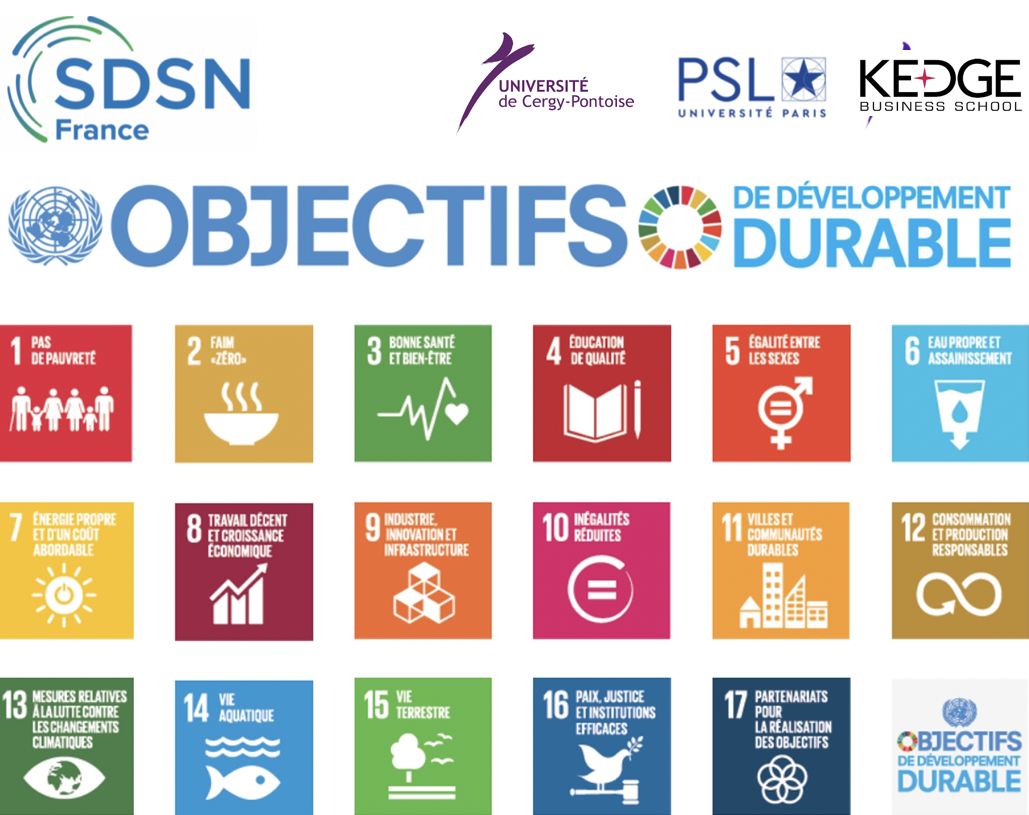 SDSN
France
UNIVERSITÉ
de Cergy-Pontoise
PSL
UNIVERSITÉ PARIS
KEDGE
BUSINESS SCHOOL
OBJECTIFS
DE DÉVELOPPEMENT
DURABLE
1 PAS
DE PAUVRETÉ
2 FAIM
«ZÉRO»
3 BONNE SANTÉ
ET BIEN-ÊTRE
4 ÉDUCATION
DE QUALITÉ
5 ÉGALITÉ ENTRE
LES SEXES
6 EAU PROPRE ET
ASSAINISSEMENT
7 ÉNERGIE PROPRE
ET D'UN COÛT
ABORDABLE
8 TRAVAIL DÉCENT
ET CROISSANCE
ÉCONOMIQUE
9 INDUSTRIE,
INNOVATION ET
INFRASTRUCTURE
10 INÉGALITÉS
RÉDUITES
11 VILLES ET
COMMUNAUTÉS
DURABLES
12 CONSOMMATION
ET PRODUCTION
RESPONSABLES
13 MESURES RELATIVES
À LA LUTTE CONTRE
LES CHANGEMENTS
CLIMATIQUES
14 VIE
AQUATIQUE
15 VIE
TERRESTRE
16 PAIX, JUSTICE
ET INSTITUTIONS
EFFICACES
17 PARTENARIATS
POUR
LA RÉALISATION
DES OBJECTIFS
OBJECTIFS
DE DÉVELOPPEMENT
DURABLE